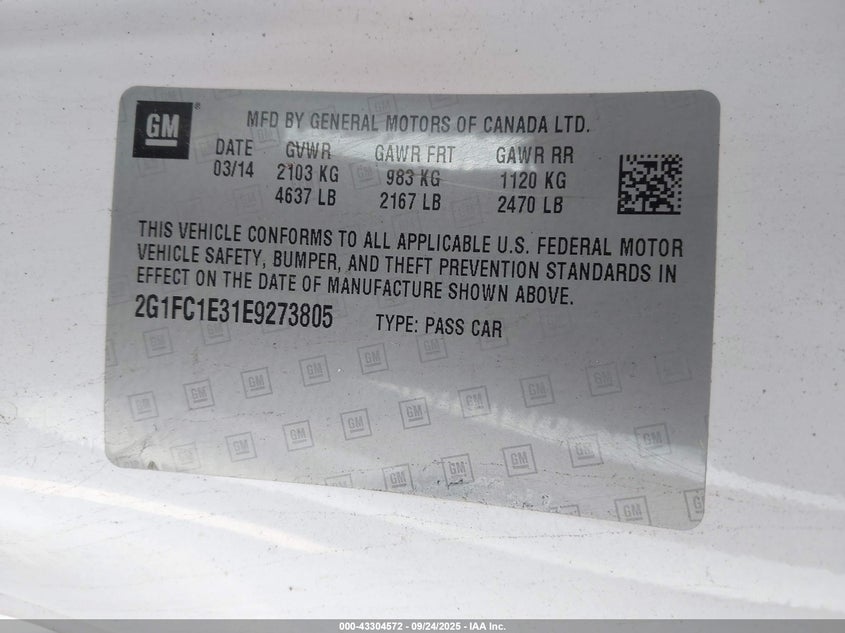 GM ®
MFD BY GENERAL MOTORS OF CANADA LTD.
DATE GVWR GAWR FRT GAWR RR
03/14 2103 KG 983 KG 1120 KG
4637 LB 2167 LB 2470 LB
THIS VEHICLE CONFORMS TO ALL APPLICABLE U.S. FEDERAL MOTOR
VEHICLE SAFETY, BUMPER, AND THEFT PREVENTION STANDARDS IN
EFFECT ON THE DATE OF MANUFACTURE SHOWN ABOVE.
2G1FC1E31E9273805 TYPE: PASS CAR
000-43304572 - 09/24/2025 - IAA Inc.